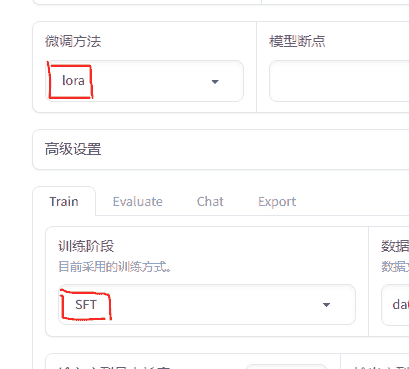 微调方法
模型断点
lora
高级设置
Train
Evaluate
Chat
Export
训练阶段
数据
目前采用的训练方式。
数据
SFT
da